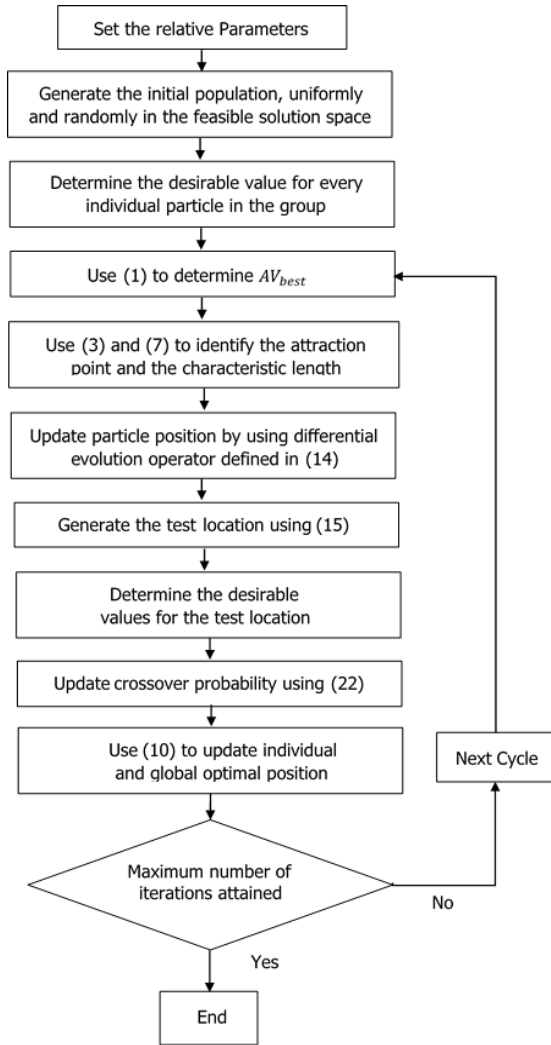 Set the relative Parameters
Generate the initial population, uniformly
and randomly in the feasible solution space
Determine the desirable value for every
individual particle in the group
Use (1) to determine AV_best
Use (3) and (7) to identify the attraction
point and the characteristic length
Update particle position by using differential
evolution operator defined in (14)
Generate the test location using (15)
Determine the desirable
values for the test location
Update crossover probability using (22)
Use (10) to update individual
and global optimal position
Next Cycle
Maximum number of
iterations attained
No
Yes
End